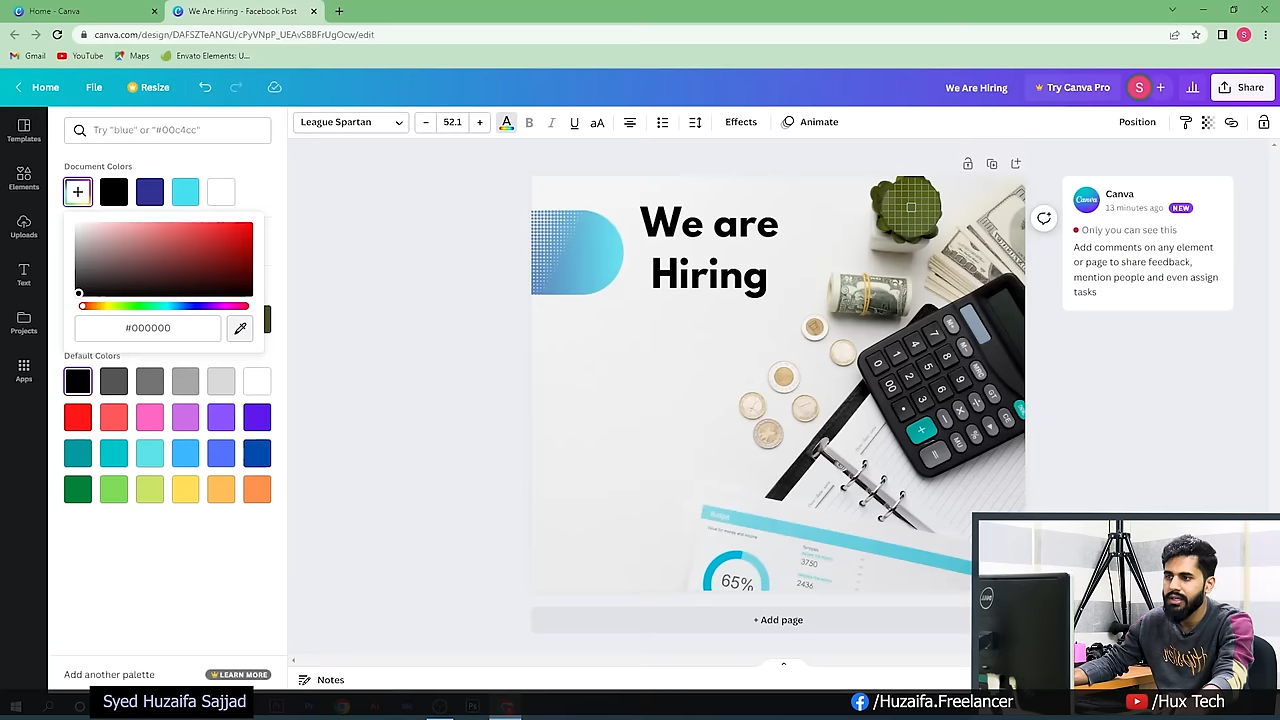 Home - Canva
We Are Hiring - Facebook Post
canva.com/design/DAFSZTeANGU/cPyVNpP_UEAvSBBFrUgOcw/edit
Gmail
YouTube
Maps
Envato Elements: U...
S
Home
File
Resize
We Are Hiring
Try Canva Pro
S
Share
Templates
Elements
Uploads
Text
Projects
Apps
Try "blue" or "#00c4cc"
League Spartan
52.1
A
B
I
U
aA
Effects
Animate
Position
Document Colors
#000000
Default Colors
Add another palette
LEARN MORE
We are
Hiring
Canva
Canva
13 minutes ago
NEW
Only you can see this
Add comments on any element
or page to share feedback,
mention people and even assign
tasks
Budget
3750
2436
65%
+ Add page
Notes
DELL
Syed Huzaifa Sajjad
/Huzaifa.Freelancer
/Hux Tech